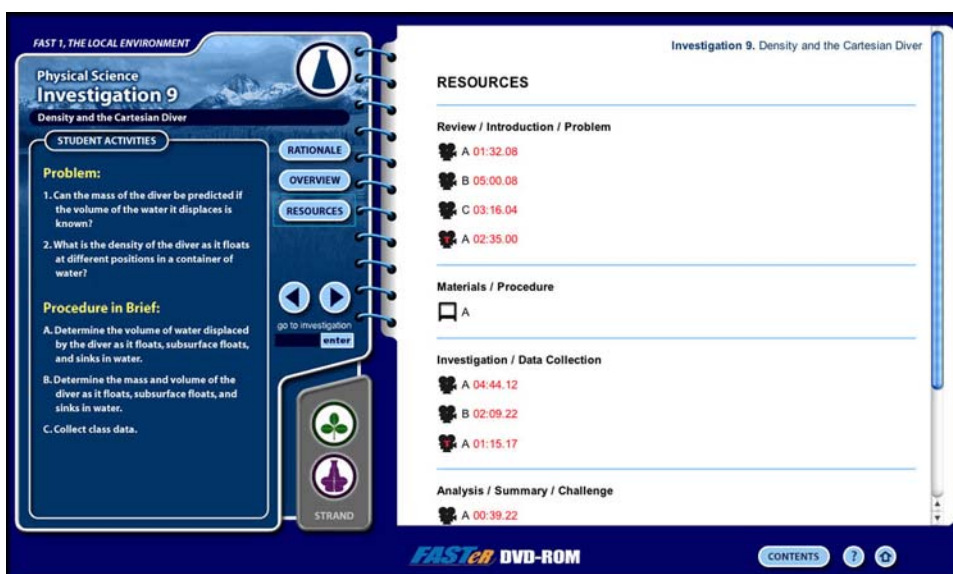 FAST 1, THE LOCAL ENVIRONMENT
Physical Science
Investigation 9
Density and the Cartesian Diver
STUDENT ACTIVITIES
Problem:
1. Can the mass of the diver be predicted if
the volume of the water it displaces is
known?
2. What is the density of the diver as it floats
at different positions in a container of
water?
Procedure in Brief:
A. Determine the volume of water displaced
by the diver as it floats, subsurface floats,
and sinks in water.
B. Determine the mass and volume of the
diver as it floats, subsurface floats, and
sinks in water.
C. Collect class data.
RATIONALE
OVERVIEW
RESOURCES
go to investigation
enter
STRAND
Investigation 9. Density and the Cartesian Diver
RESOURCES
Review / Introduction / Problem
A 01:32.08
B 05:00.08
C 03:16.04
T A 02:35.00
Materials / Procedure
A
Investigation / Data Collection
A 04:44.12
B 02:09.22
T A 01:15.17
Analysis / Summary / Challenge
A 00:39.22
FASTeR DVD-ROM
CONTENTS
?